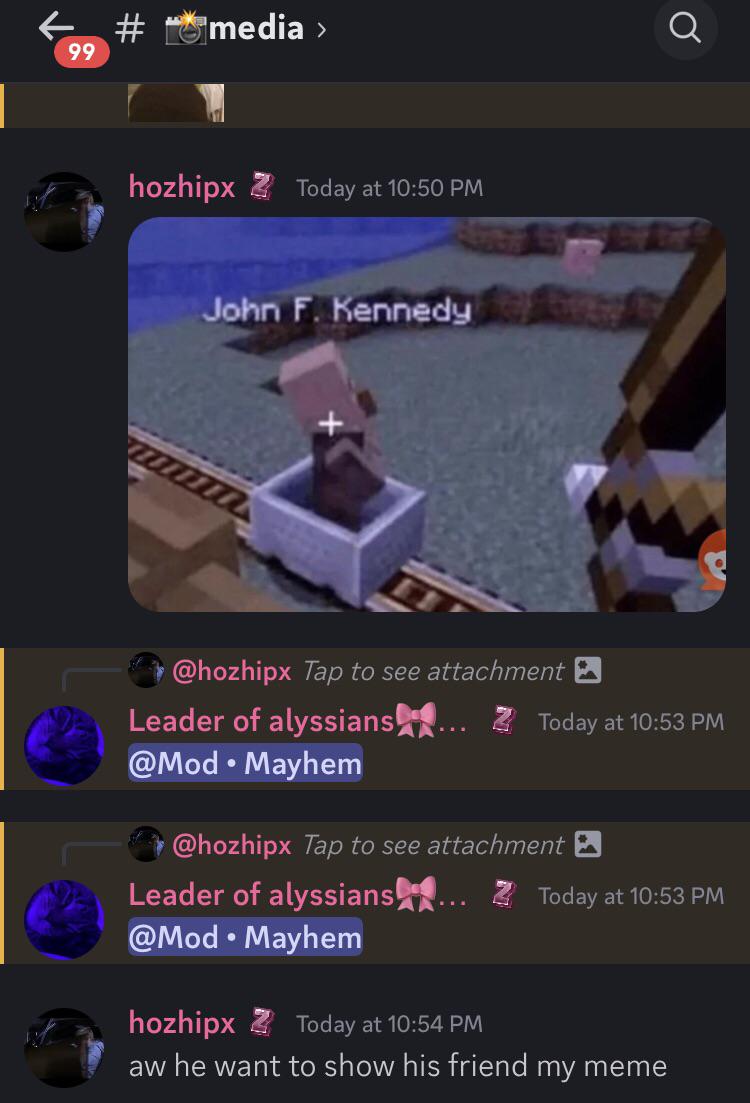 99
# 📸media ›
hozhipx Today at 10:50 PM
John F. Kennedy
@hozhipx Tap to see attachment
Leader of alyssians🎀... Today at 10:53 PM
@Mod • Mayhem
@hozhipx Tap to see attachment
Leader of alyssians🎀... Today at 10:53 PM
@Mod • Mayhem
hozhipx Today at 10:54 PM
aw he want to show his friend my meme